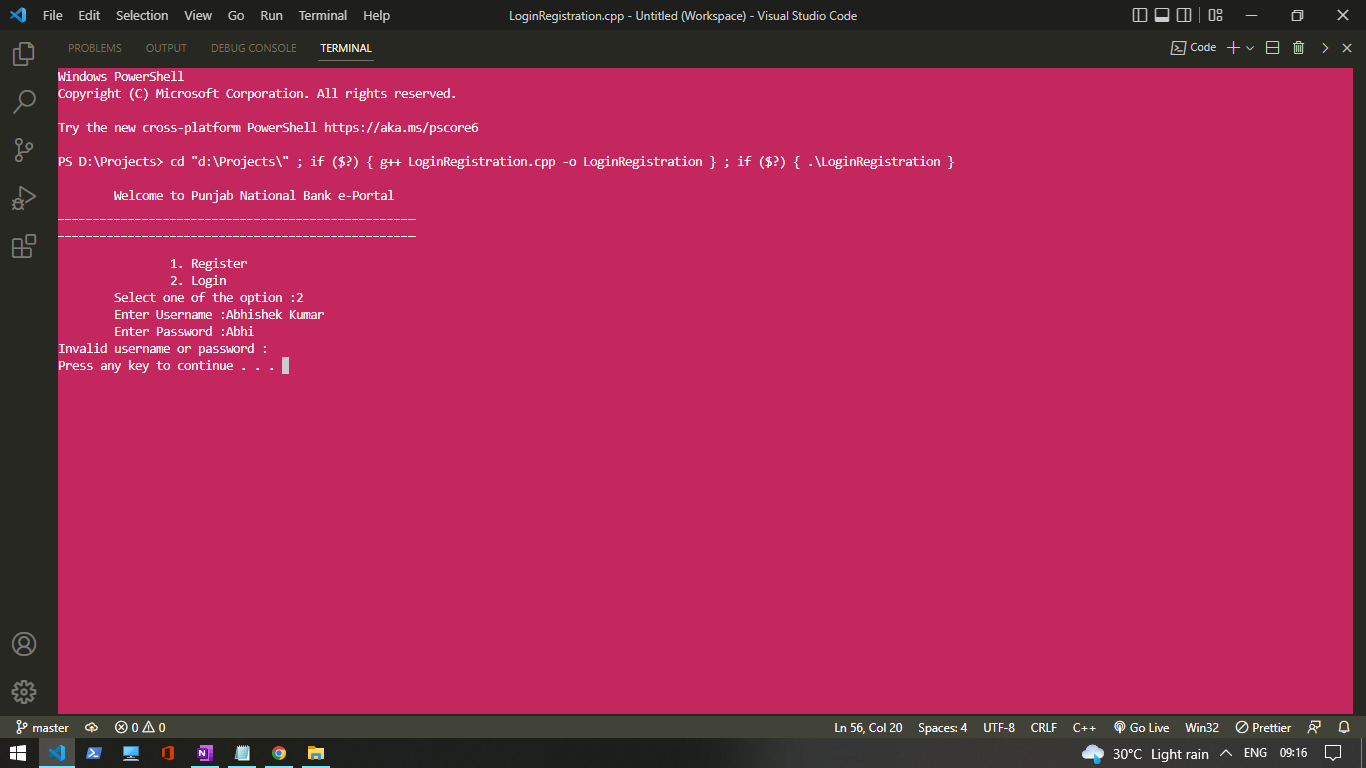 File Edit Selection View Go Run Terminal Help LoginRegistration.cpp - Untitled (Workspace) - Visual Studio Code
PROBLEMS OUTPUT DEBUG CONSOLE TERMINAL Code
Windows PowerShell
Copyright (C) Microsoft Corporation. All rights reserved.
Try the new cross-platform PowerShell https://aka.ms/pscore6
PS D:\Projects> cd "d:\Projects\" ; if ($?) { g++ LoginRegistration.cpp -o LoginRegistration } ; if ($?) { .\LoginRegistration }
Welcome to Punjab National Bank e-Portal
___________________________________________________
___________________________________________________
1. Register
2. Login
Select one of the option :2
Enter Username :Abhishek Kumar
Enter Password :Abhi
Invalid username or password :
Press any key to continue . . .
master 0 0 Ln 56, Col 20 Spaces: 4 UTF-8 CRLF C++ Go Live Win32 Prettier
N 30°C Light rain ENG 09:16